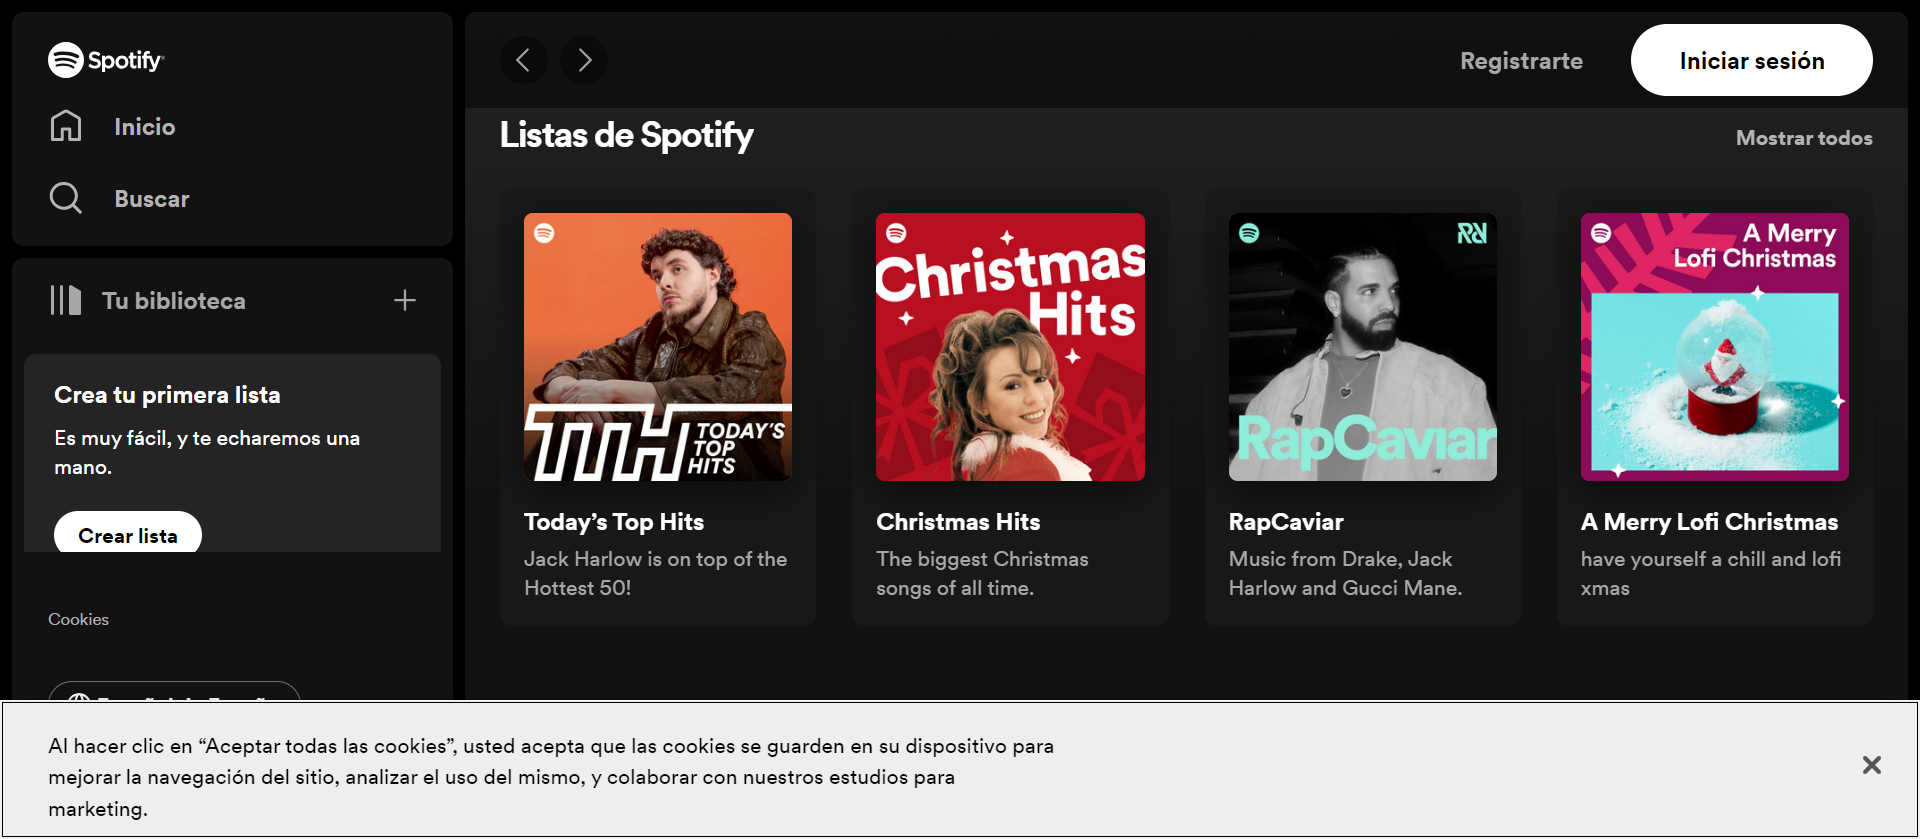 Spotify
Inicio
Buscar
Tu biblioteca
Crea tu primera lista
Es muy fácil, y te echaremos una
mano.
Crear lista
Cookies
Registrarte
Iniciar sesión
Listas de Spotify
Mostrar todos
TTH TODAY'S
TOP
HITS
Today’s Top Hits
Jack Harlow is on top of the
Hottest 50!
Christmas
Hits
Christmas Hits
The biggest Christmas
songs of all time.
RapCaviar
RapCaviar
Music from Drake, Jack
Harlow and Gucci Mane.
A Merry
Lofi Christmas
A Merry Lofi Christmas
have yourself a chill and lofi
xmas
Al hacer clic en “Aceptar todas las cookies”, usted acepta que las cookies se guarden en su dispositivo para
mejorar la navegación del sitio, analizar el uso del mismo, y colaborar con nuestros estudios para
marketing.